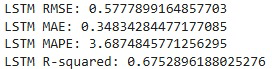 LSTM RMSE: 0.5777899164857703
LSTM MAE: 0.34834284477177085
LSTM MAPE: 3.6874845771256295
LSTM R-squared: 0.6752896188025276